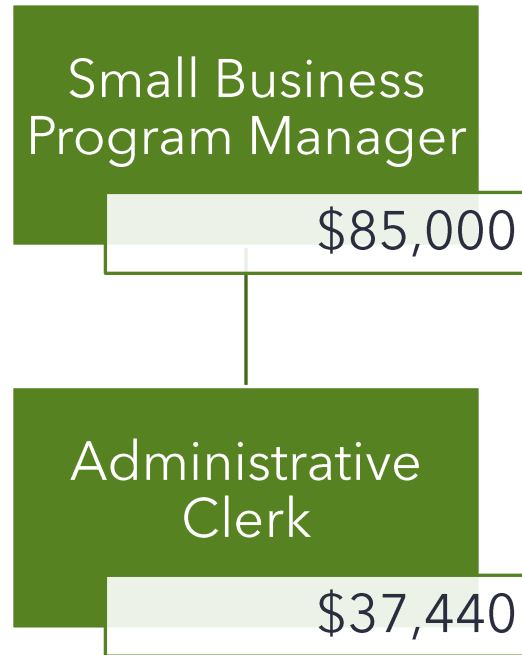 Small Business
Program Manager
$85,000
Administrative
Clerk
$37,440